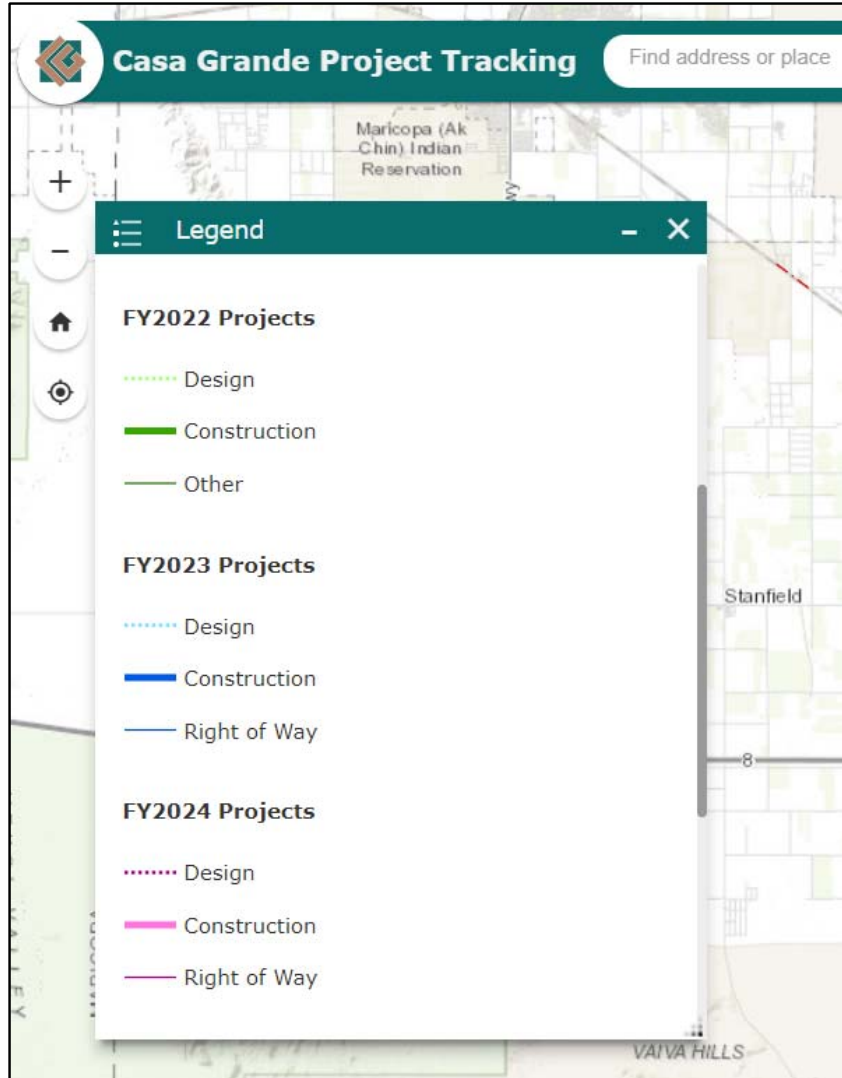 Casa Grande Project Tracking
Find address or place
Maricopa (Ak
Chin) Indian
Reservation
Legend
FY2022 Projects
Design
Construction
Other
FY2023 Projects
Design
Construction
Right of Way
Stanfield
8
FY2024 Projects
Design
Construction
Right of Way
VALLEY
VAIVA HILLS